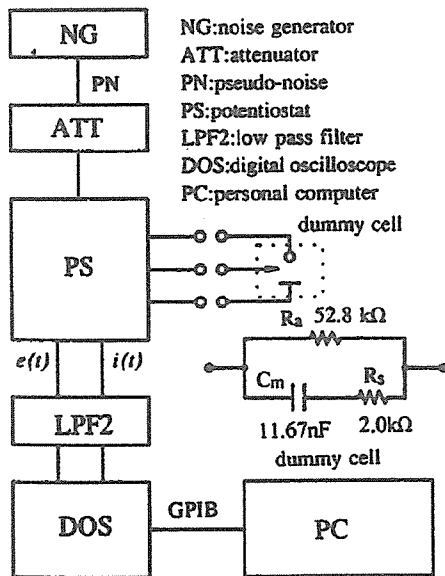 NG
PN
ATT
NG:noise generator
ATT:attenuator
PN:pseudo-noise
PS:potentiostat
LPF2:low pass filter
DOS:digital oscilloscope
PC:personal computer
dummy cell
PS
Ra 52.8 kΩ
e(t) i(t)
Cm Rs
11.67nF 2.0kΩ
dummy cell
LPF2
DOS
GPIB
PC